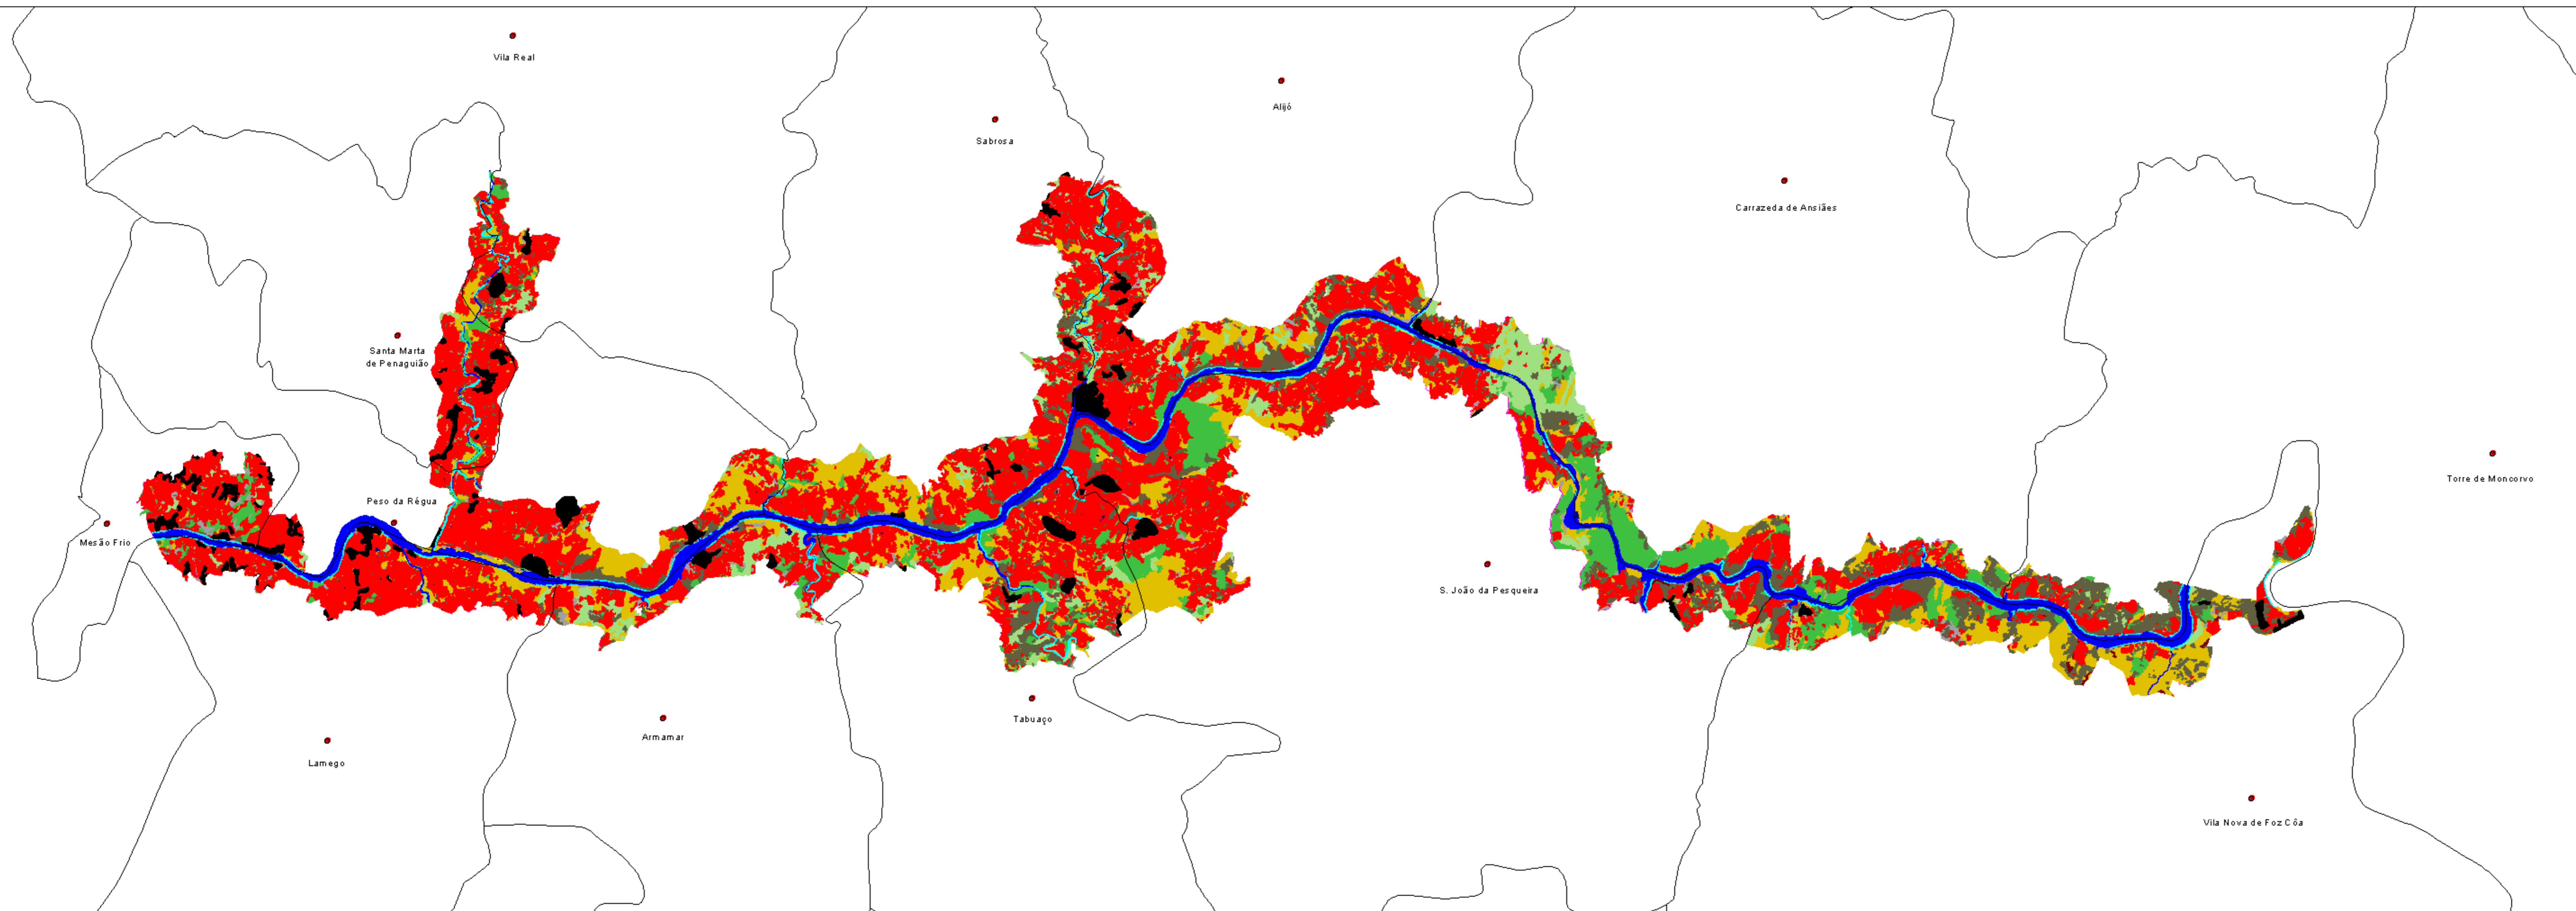 Vila Real
Alijó
Sabrosa
Carrazeda de Ansiães
Santa Marta
de Penaguião
Torre de Moncorvo
Peso da Régua
Mesão Frio
S. João da Pesqueira
Tabuaço
Armamar
Lamego
Vila Nova de Foz Côa